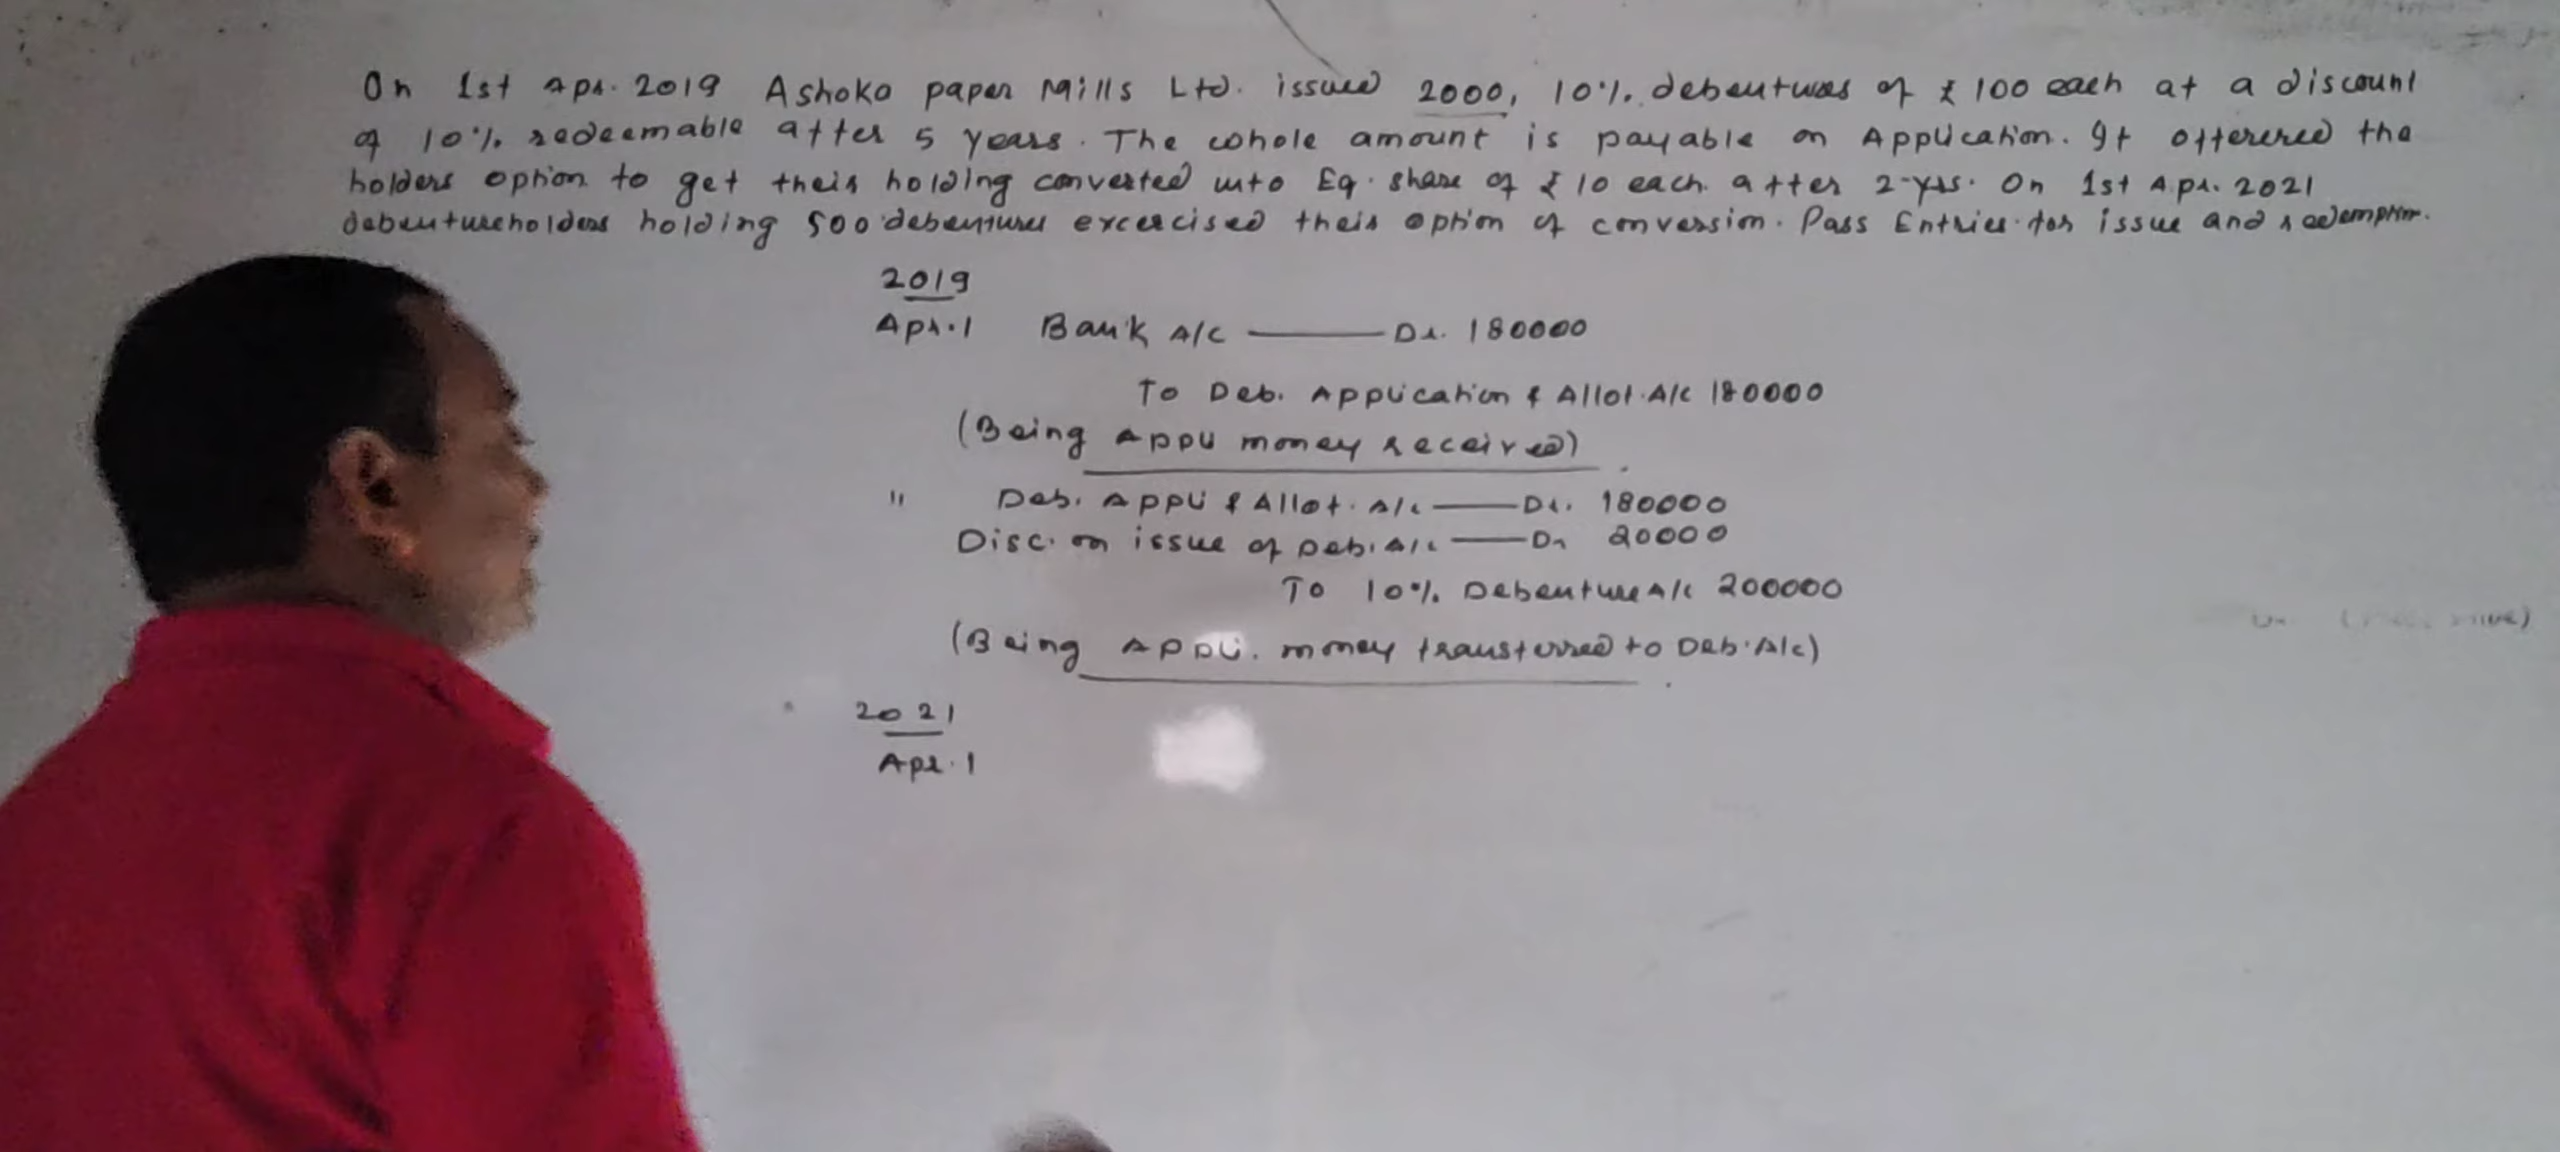 On 1st Apr. 2019 Ashoka paper Mills Ltd. issued 2000, 10% debentures of ₹ 100 each at a discount
of 10% redeemable after 5 years. The whole amount is payable on Application. It offerered the
holders option to get their holding converted into Eq. share of ₹ 10 each after 2-yrs. On 1st Apr. 2021
debentureholders holding 500 debentures excercised their option of conversion. Pass Entries for issue and redemption.
2019
Apr.1 Bank A/c ——— Dr. 180000
To Deb. Application & Allot. A/c 180000
(Being Appli money received)
" Deb. Appli & Allot. A/c ——— Dr. 180000
Disc. on issue of Deb. A/c ——— Dr 20000
To 10% Debenture A/c 200000
(Being Appli. money transferred to Deb. A/c)
2021
Apr. 1